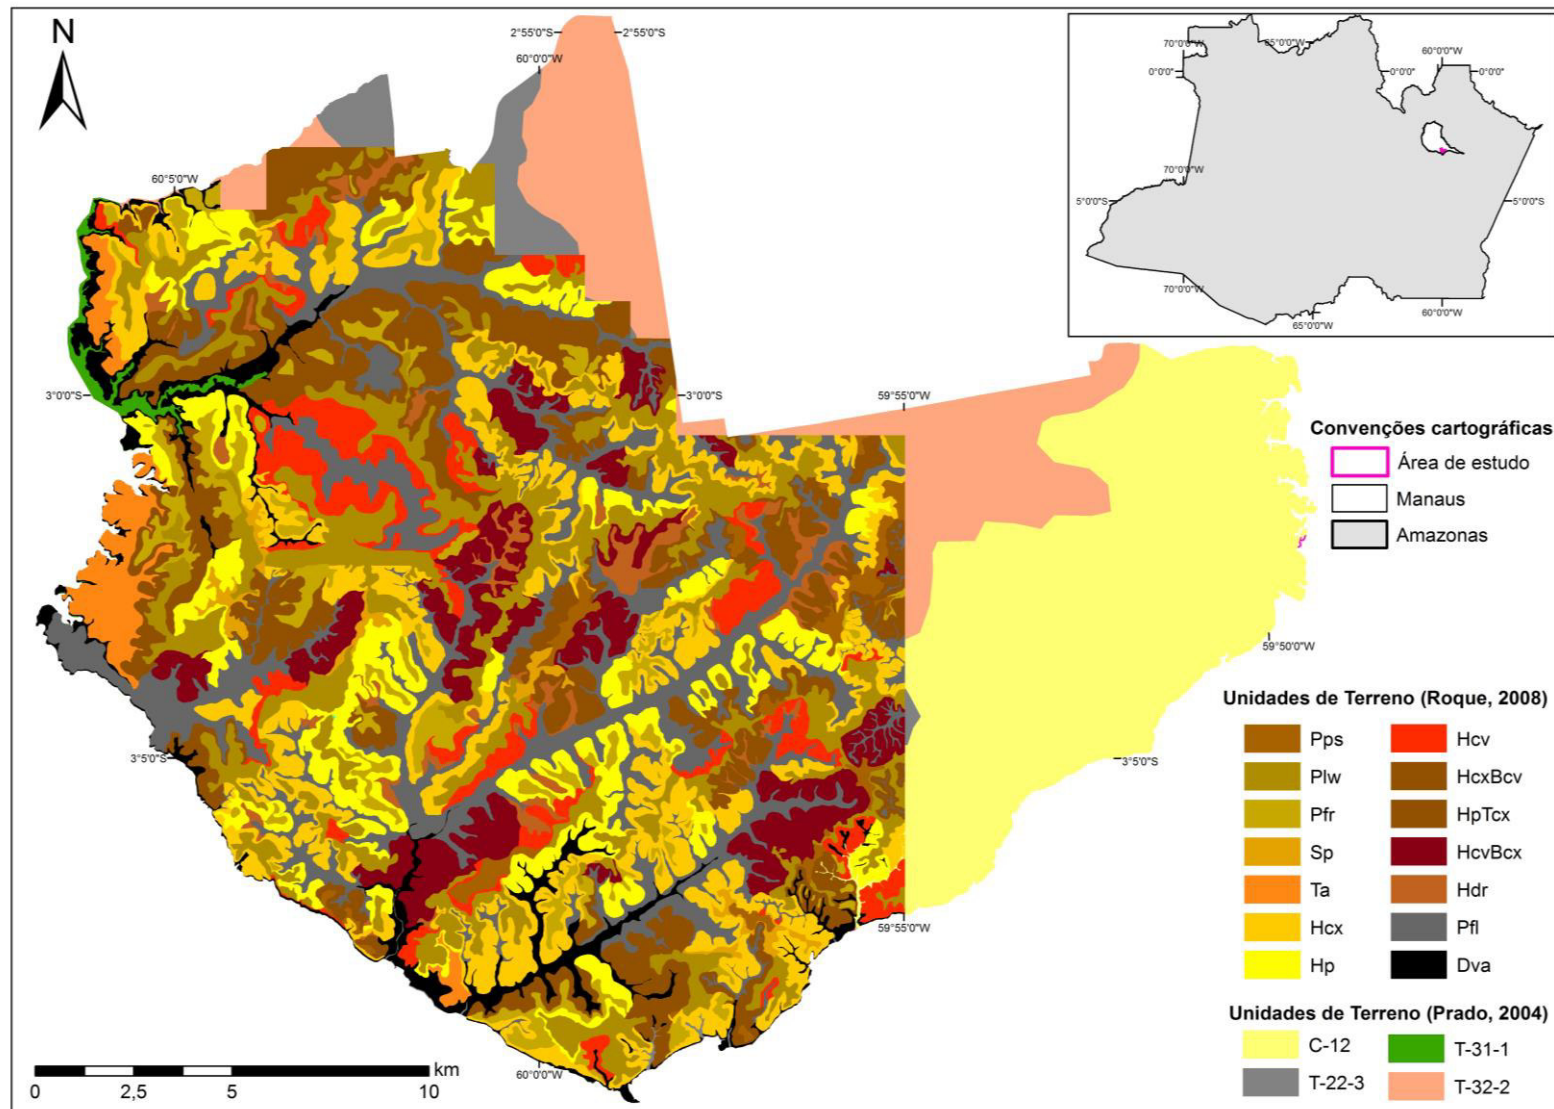 N
2°55'0"S
2°55'0"S
60°0'0"W
60°5'0"W
3°0'0"S
3°0'0"S
59°55'0"W
59°50'0"W
3°5'0"S
3°5'0"S
59°55'0"W
60°0'0"W
km
0 2,5 5 10
70°0'0"W
65°0'0"W
60°0'0"W
0°0'0"
0°0'0"
0°0'0"
70°0'0"W
5°0'0"S
5°0'0"S
70°0'0"W
65°0'0"W
60°0'0"W
Convenções cartográficas
Área de estudo
Manaus
Amazonas
Unidades de Terreno (Roque, 2008)
Pps Hcv
Plw HcxBcv
Pfr HpTcx
Sp HcvBcx
Ta Hdr
Hcx Pfl
Hp Dva
Unidades de Terreno (Prado, 2004)
C-12 T-31-1
T-22-3 T-32-2